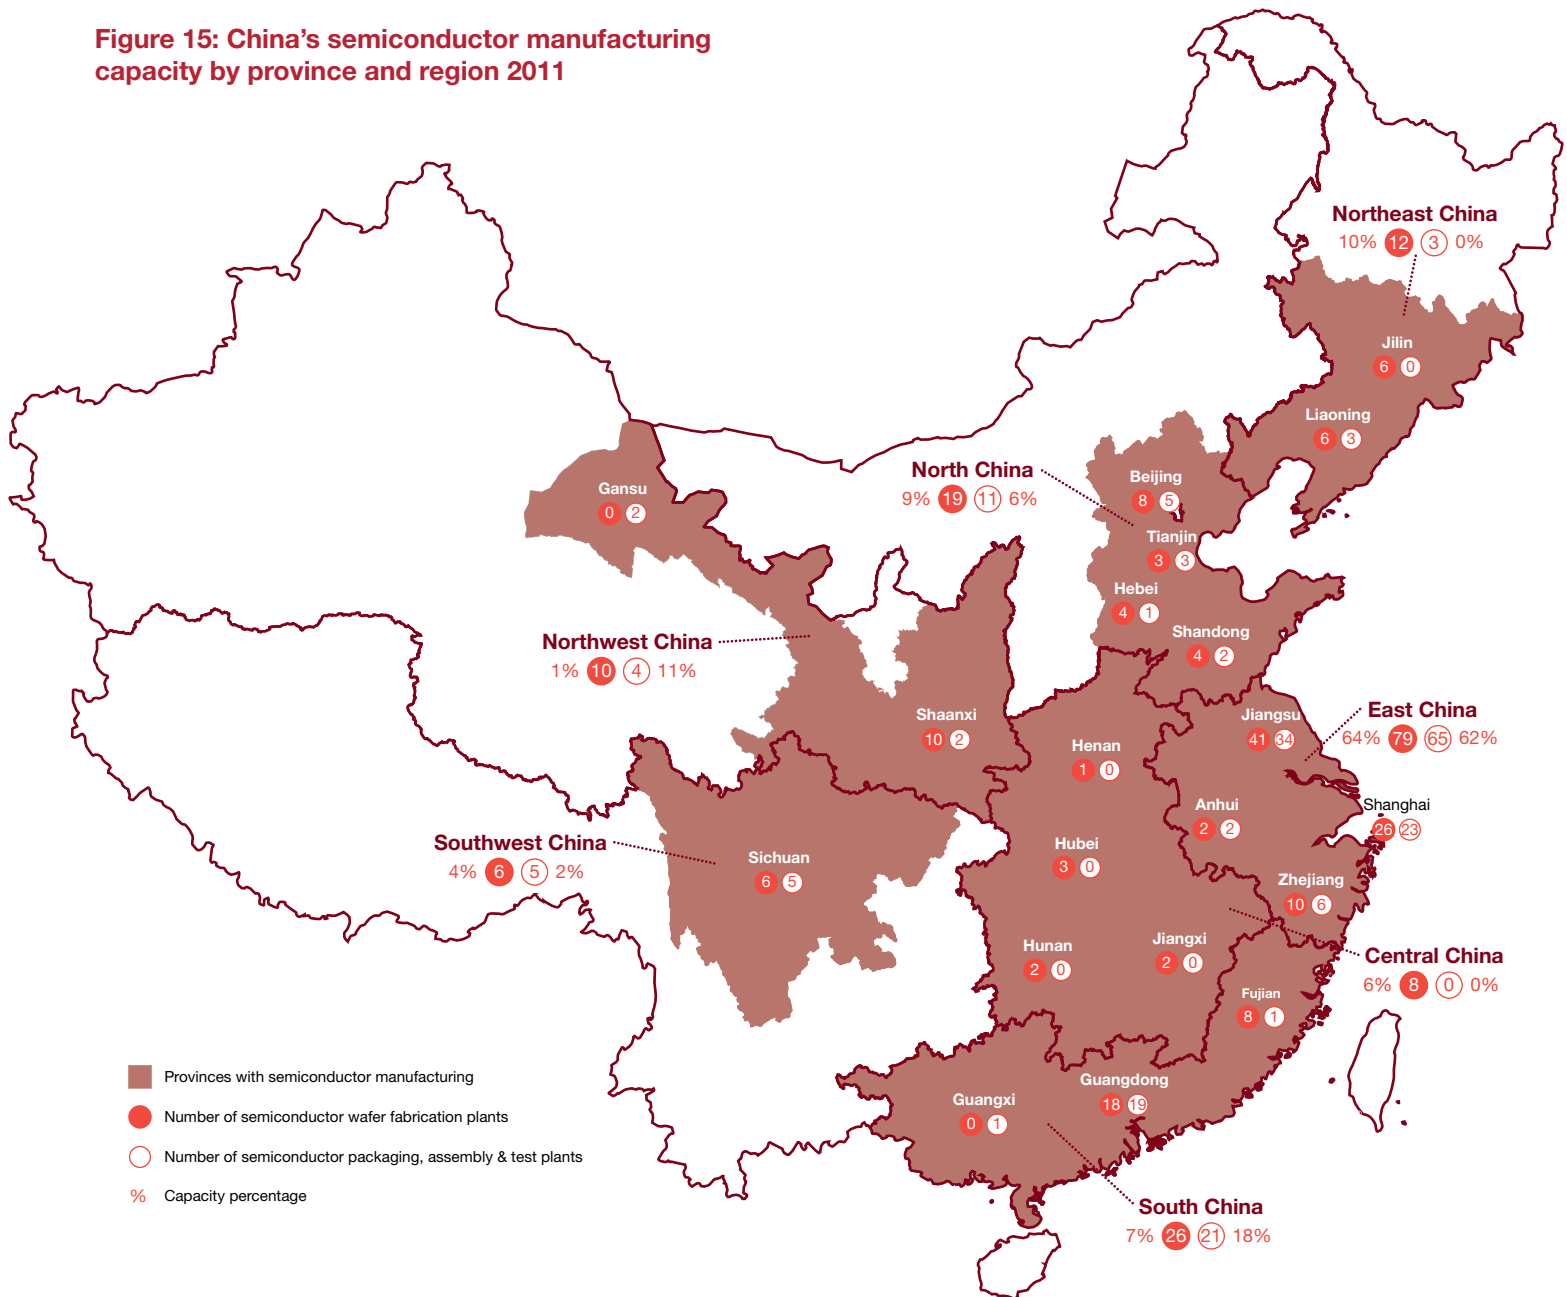 Figure 15: China’s semiconductor manufacturing
capacity by province and region 2011
Northeast China
10% 12 3 0%
Jilin
6 0
Liaoning
6 3
North China
9% 19 11 6%
Beijing
8 5
Gansu
0 2
Tianjin
3 3
Hebei
4 1
Shandong
4 2
Northwest China
1% 10 4 11%
Shaanxi
10 2
Jiangsu
41 34
East China
64% 79 65 62%
Henan
1 0
Anhui
2 2
Shanghai
26 23
Southwest China
4% 6 5 2%
Sichuan
6 5
Hubei
3 0
Zhejiang
10 6
Hunan
2 0
Jiangxi
2 0
Central China
6% 8 0 0%
Fujian
8 1
Guangdong
18 19
Guangxi
0 1
South China
7% 26 21 18%
Provinces with semiconductor manufacturing
Number of semiconductor wafer fabrication plants
Number of semiconductor packaging, assembly & test plants
% Capacity percentage